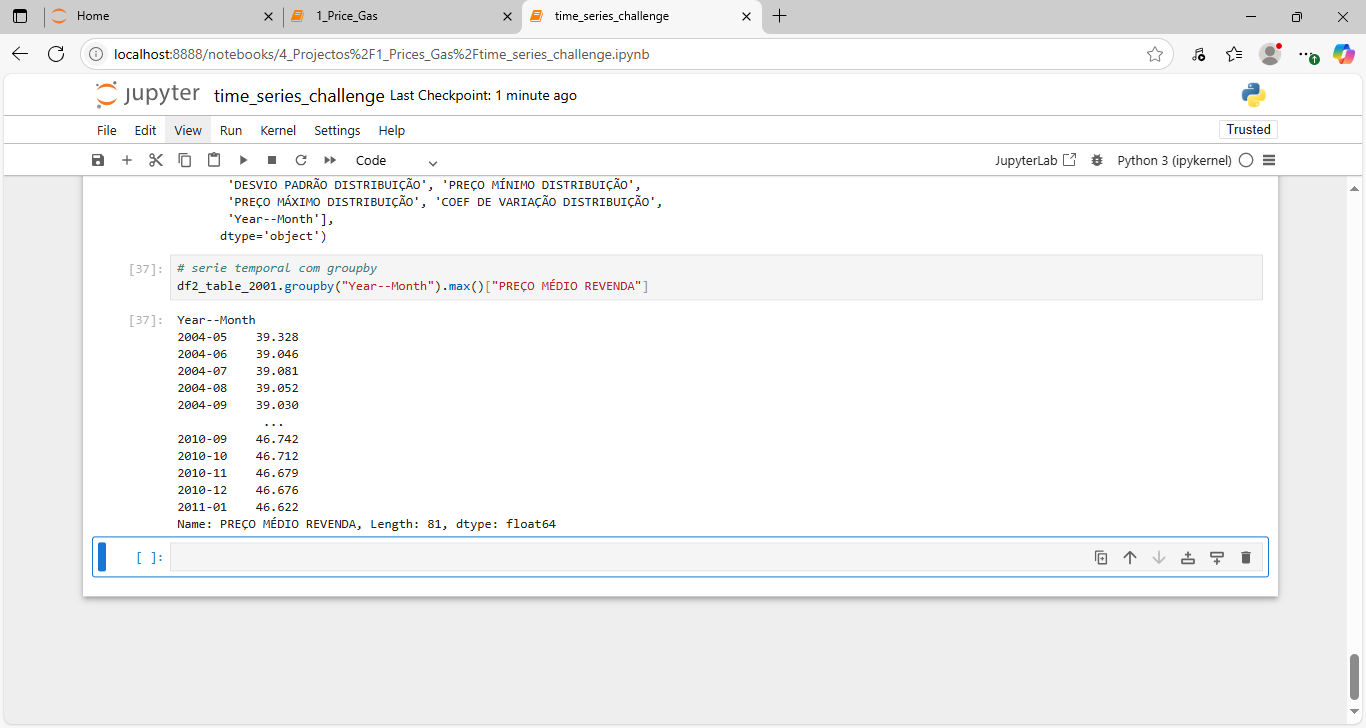 Home
1_Price_Gas
time_series_challenge
localhost:8888/notebooks/4_Projectos%2F1_Prices_Gas%2Ftime_series_challenge.ipynb
jupyter time_series_challenge Last Checkpoint: 1 minute ago
File Edit View Run Kernel Settings Help Trusted
Code JupyterLab Python 3 (ipykernel)
'DESVIO PADRÃO DISTRIBUIÇÃO', 'PREÇO MÍNIMO DISTRIBUIÇÃO',
'PREÇO MÁXIMO DISTRIBUIÇÃO', 'COEF DE VARIAÇÃO DISTRIBUIÇÃO',
'Year--Month'],
dtype='object')
[37]: # serie temporal com groupby
df2_table_2001.groupby("Year--Month").max()["PREÇO MÉDIO REVENDA"]
[37]: Year--Month
2004-05 39.328
2004-06 39.046
2004-07 39.081
2004-08 39.052
2004-09 39.030
...
2010-09 46.742
2010-10 46.712
2010-11 46.679
2010-12 46.676
2011-01 46.622
Name: PREÇO MÉDIO REVENDA, Length: 81, dtype: float64
[ ]: